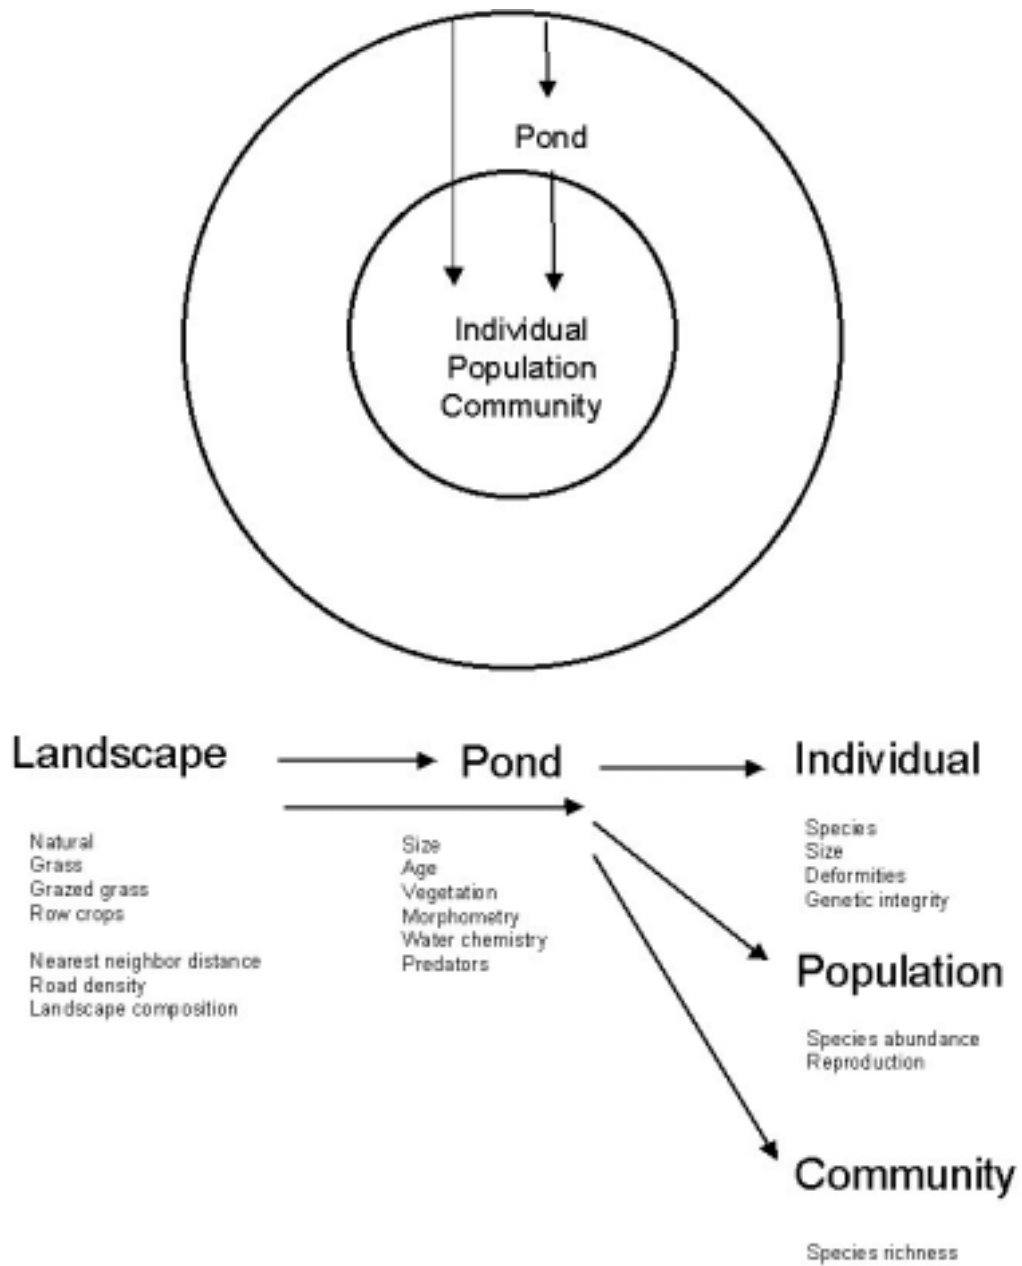 Pond
Individual
Population
Community
Landscape
Natural
Grass
Grazed grass
Row crops
Nearest neighbor distance
Road density
Landscape composition
Pond
Size
Age
Vegetation
Morphometry
Water chemistry
Predators
Individual
Species
Size
Deformities
Genetic integrity
Population
Species abundance
Reproduction
Community
Species richness